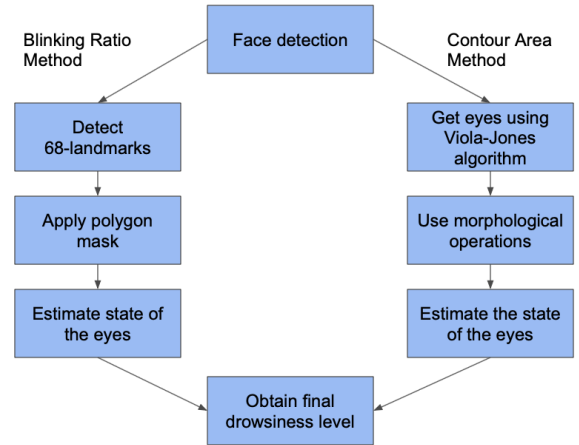 Blinking Ratio
Method
Face detection
Contour Area
Method
Detect
68-landmarks
Get eyes using
Viola-Jones
algorithm
Apply polygon
mask
Use morphological
operations
Estimate state of
the eyes
Estimate the state
of the eyes
Obtain final
drowsiness level